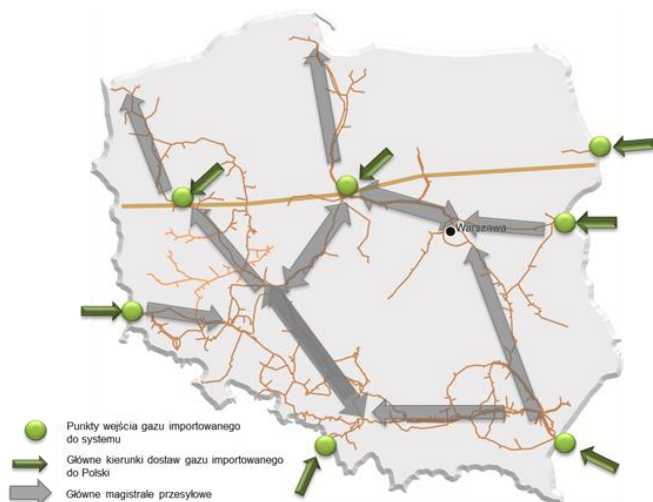 Warszawa
Punkty wejścia gazu importowanego
do systemu
Główne kierunki dostaw gazu importowanego
do Polski
Główne magistrale przesyłowe